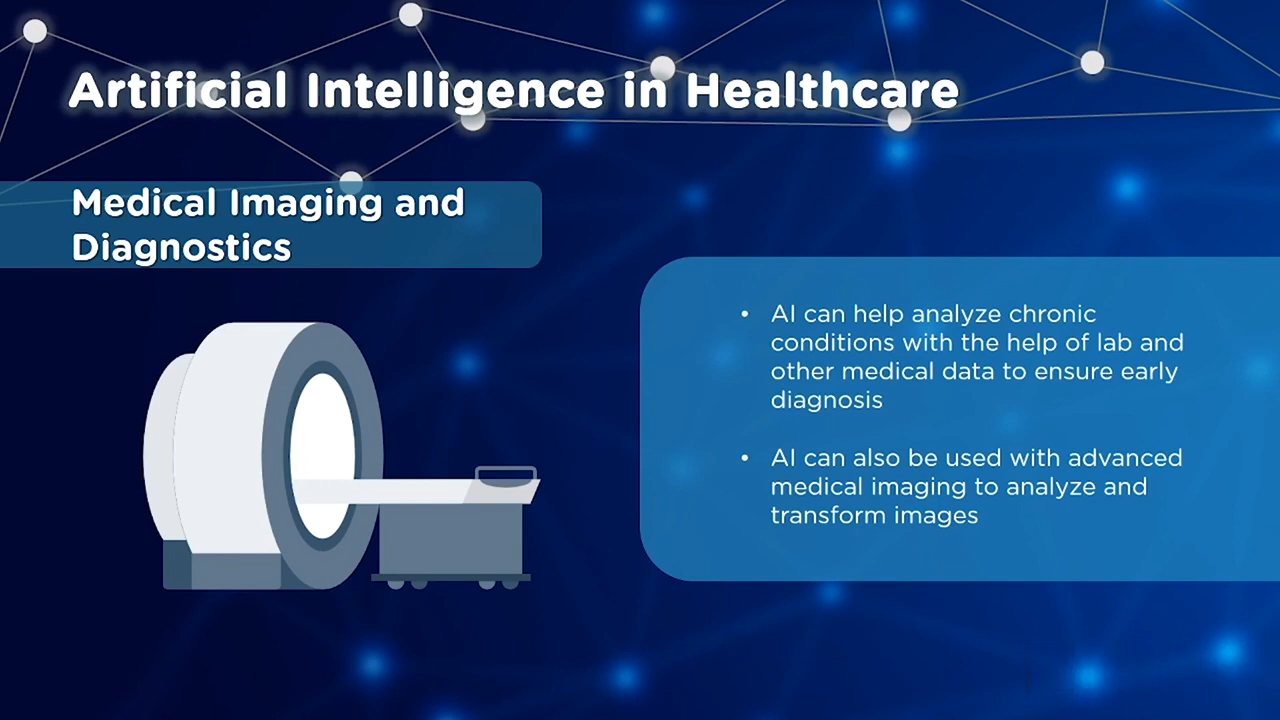 Artificial Intelligence in Healthcare
Medical Imaging and
Diagnostics
• AI can help analyze chronic
conditions with the help of lab and
other medical data to ensure early
diagnosis
• AI can also be used with advanced
medical imaging to analyze and
transform images